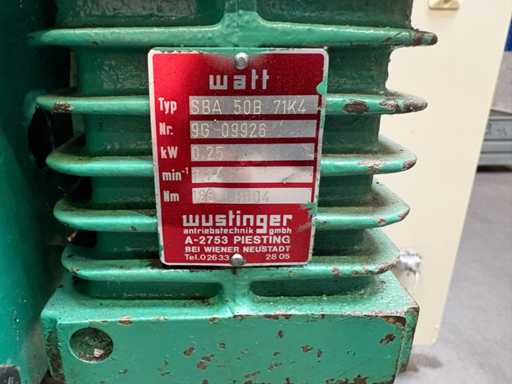 watt
Typ SBA 50B 71K4
Nr. 9G 09926
kW 0,25
min⁻¹
Nm
wustinger
antriebstechnik gmbh
A-2753 PIESTING
BEI WIENER NEUSTADT
Tel.02633 28 05